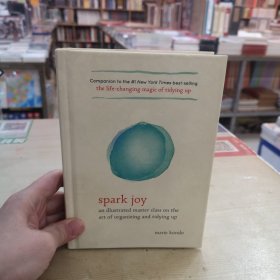 Companion to the #1 New York Times best selling
the life-changing magic of tidying up
spark joy
an illustrated master class on the
art of organizing and tidying up
marie kondo